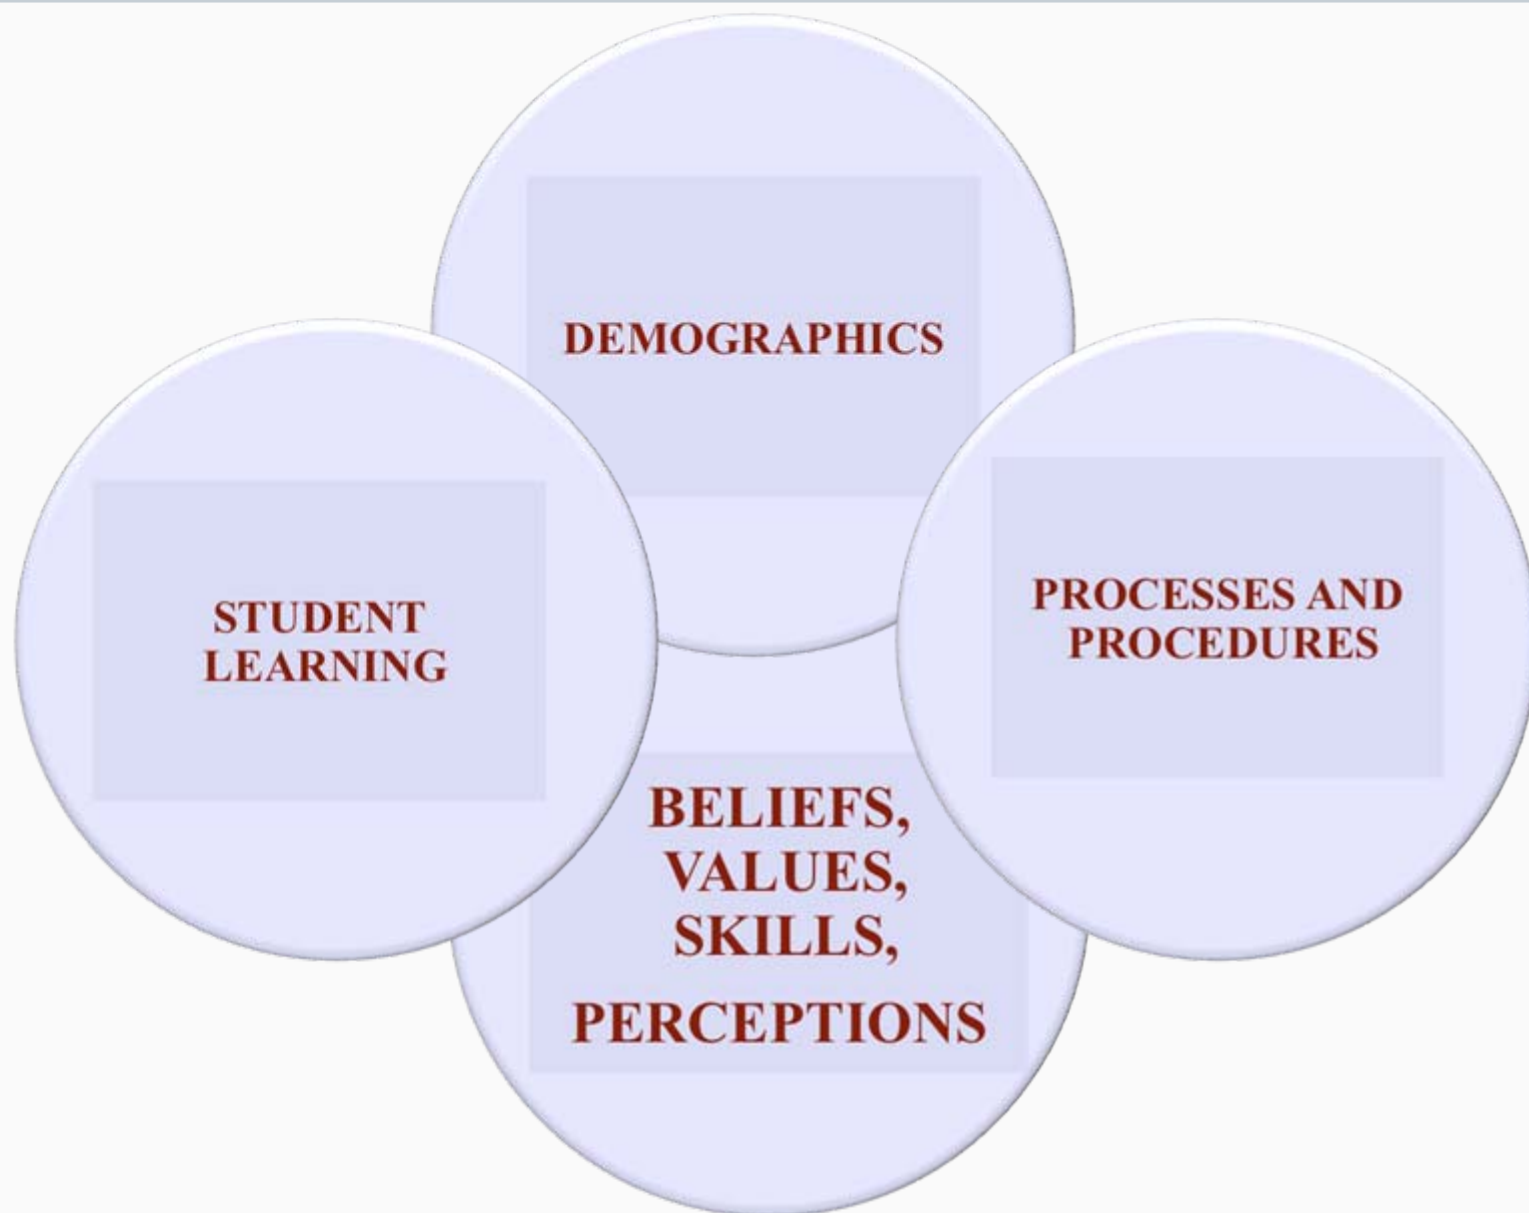 DEMOGRAPHICS
STUDENT
LEARNING
PROCESSES AND
PROCEDURES
BELIEFS,
VALUES,
SKILLS,
PERCEPTIONS